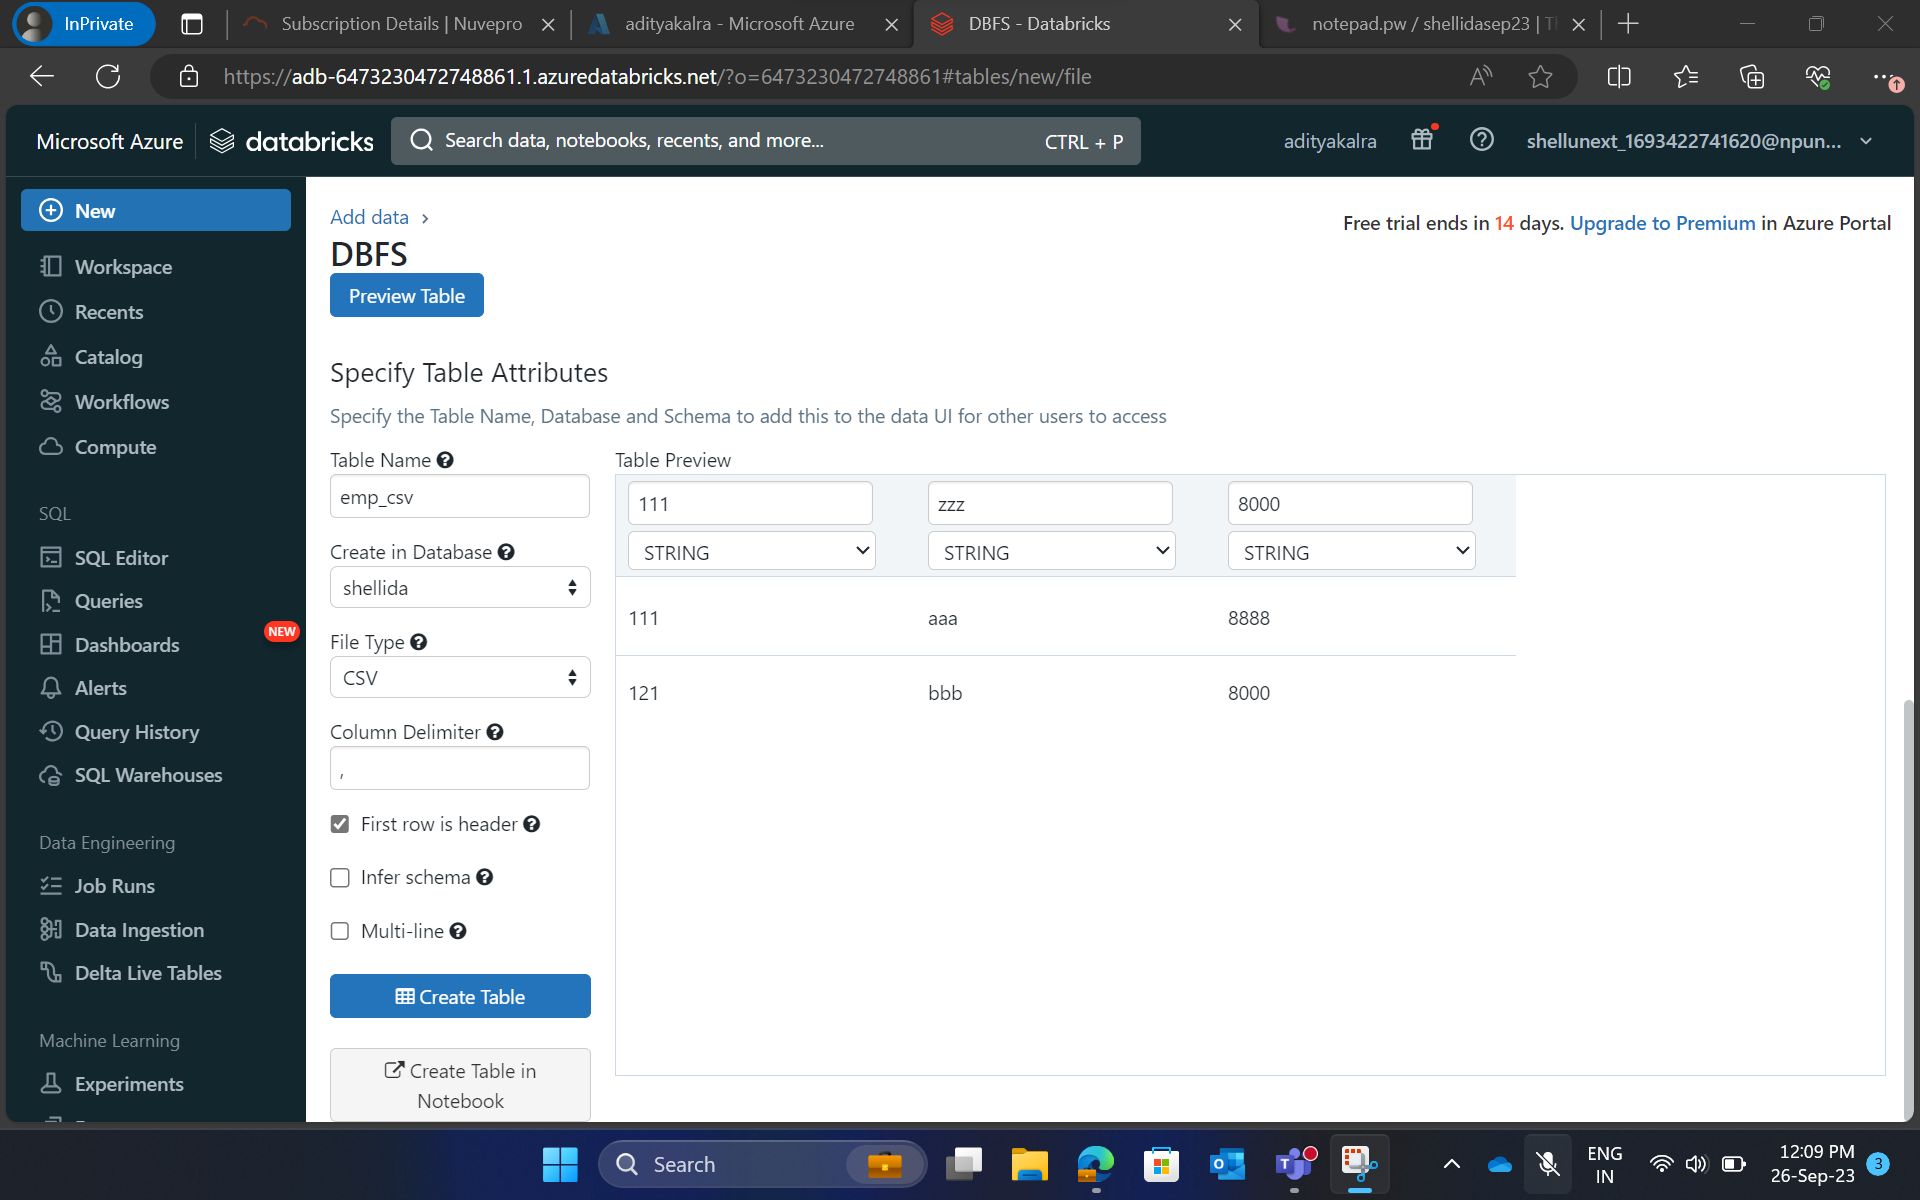 InPrivate
Subscription Details | Nuvepro
adityakalra - Microsoft Azure
DBFS - Databricks
notepad.pw / shellidasep23 | Tl
https://adb-6473230472748861.1.azuredatabricks.net/?o=6473230472748861#tables/new/file
Microsoft Azure
databricks
Search data, notebooks, recents, and more...
CTRL + P
adityakalra
shellunext_1693422741620@npun...
New
Workspace
Recents
Catalog
Workflows
Compute
SQL
SQL Editor
Queries
Dashboards
NEW
Alerts
Query History
SQL Warehouses
Data Engineering
Job Runs
Data Ingestion
Delta Live Tables
Machine Learning
Experiments
Add data ›
Free trial ends in 14 days. Upgrade to Premium in Azure Portal
DBFS
Preview Table
Specify Table Attributes
Specify the Table Name, Database and Schema to add this to the data UI for other users to access
Table Name
emp_csv
Create in Database
shellida
File Type
CSV
Column Delimiter
,
First row is header
Infer schema
Multi-line
Create Table
Create Table in
Notebook
Table Preview
111 zzz 8000
STRING STRING STRING
111 aaa 8888
121 bbb 8000
Search
ENG
IN
12:09 PM
26-Sep-23
3